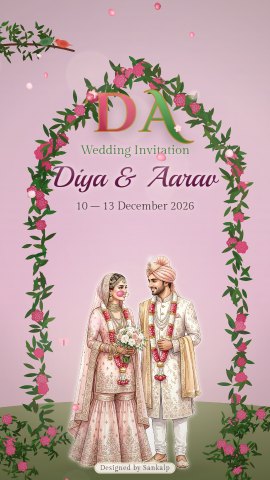 DA
Wedding Invitation
Diya & Aarav
10 — 13 December 2026
Designed by Sankalp